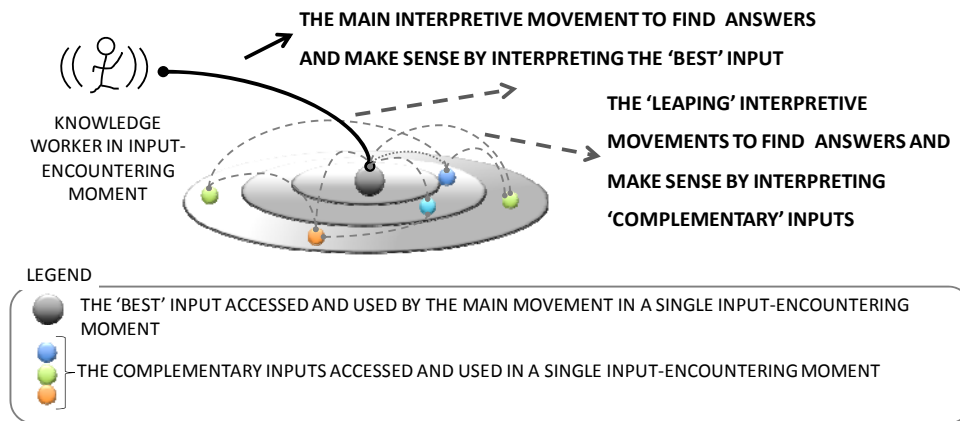 THE MAIN INTERPRETIVE MOVEMENT TO FIND ANSWERS
AND MAKE SENSE BY INTERPRETING THE ‘BEST’ INPUT
KNOWLEDGE
WORKER IN INPUT-
ENCOUNTERING
MOMENT
THE ‘LEAPING’ INTERPRETIVE
MOVEMENTS TO FIND ANSWERS AND
MAKE SENSE BY INTERPRETING
‘COMPLEMENTARY’ INPUTS
LEGEND
THE ‘BEST’ INPUT ACCESSED AND USED BY THE MAIN MOVEMENT IN A SINGLE INPUT-ENCOUNTERING
MOMENT
THE COMPLEMENTARY INPUTS ACCESSED AND USED IN A SINGLE INPUT-ENCOUNTERING MOMENT